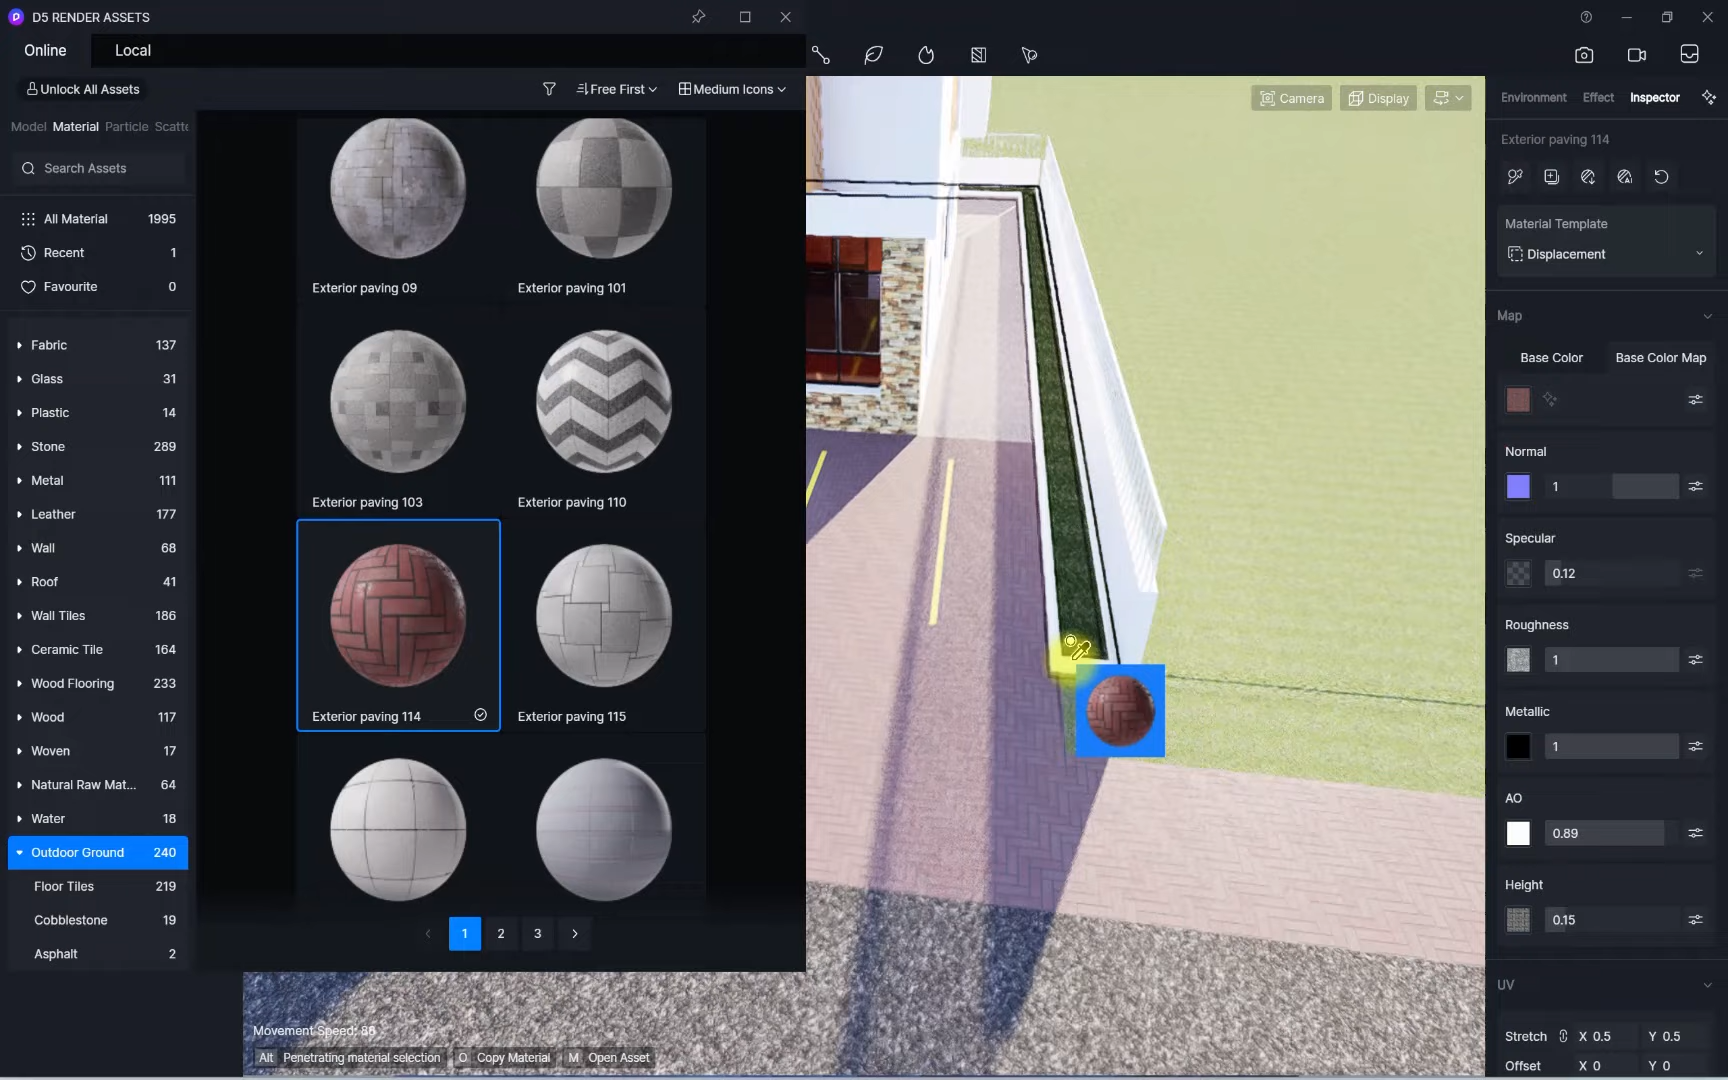 D5 RENDER ASSETS
Online
Local
Unlock All Assets
Free First
Medium Icons
Model
Material
Particle
Scatte
Search Assets
All Material 1995
Recent 1
Favourite 0
Fabric 137
Glass 31
Plastic 14
Stone 289
Metal 111
Leather 177
Wall 68
Roof 41
Wall Tiles 186
Ceramic Tile 164
Wood Flooring 233
Wood 117
Woven 17
Natural Raw Mat... 64
Water 18
Outdoor Ground 240
Floor Tiles 219
Cobblestone 19
Asphalt 2
Exterior paving 09
Exterior paving 101
Exterior paving 103
Exterior paving 110
Exterior paving 114
Exterior paving 115
1
2
3
Camera
Display
Movement Speed: 86
Alt Penetrating material selection O Copy Material M Open Asset
Environment
Effect
Inspector
Exterior paving 114
Material Template
Displacement
Map
Base Color
Base Color Map
Normal
1
Specular
0.12
Roughness
1
Metallic
1
AO
0.89
Height
0.15
UV
Stretch X 0.5 Y 0.5
Offset X 0 Y 0